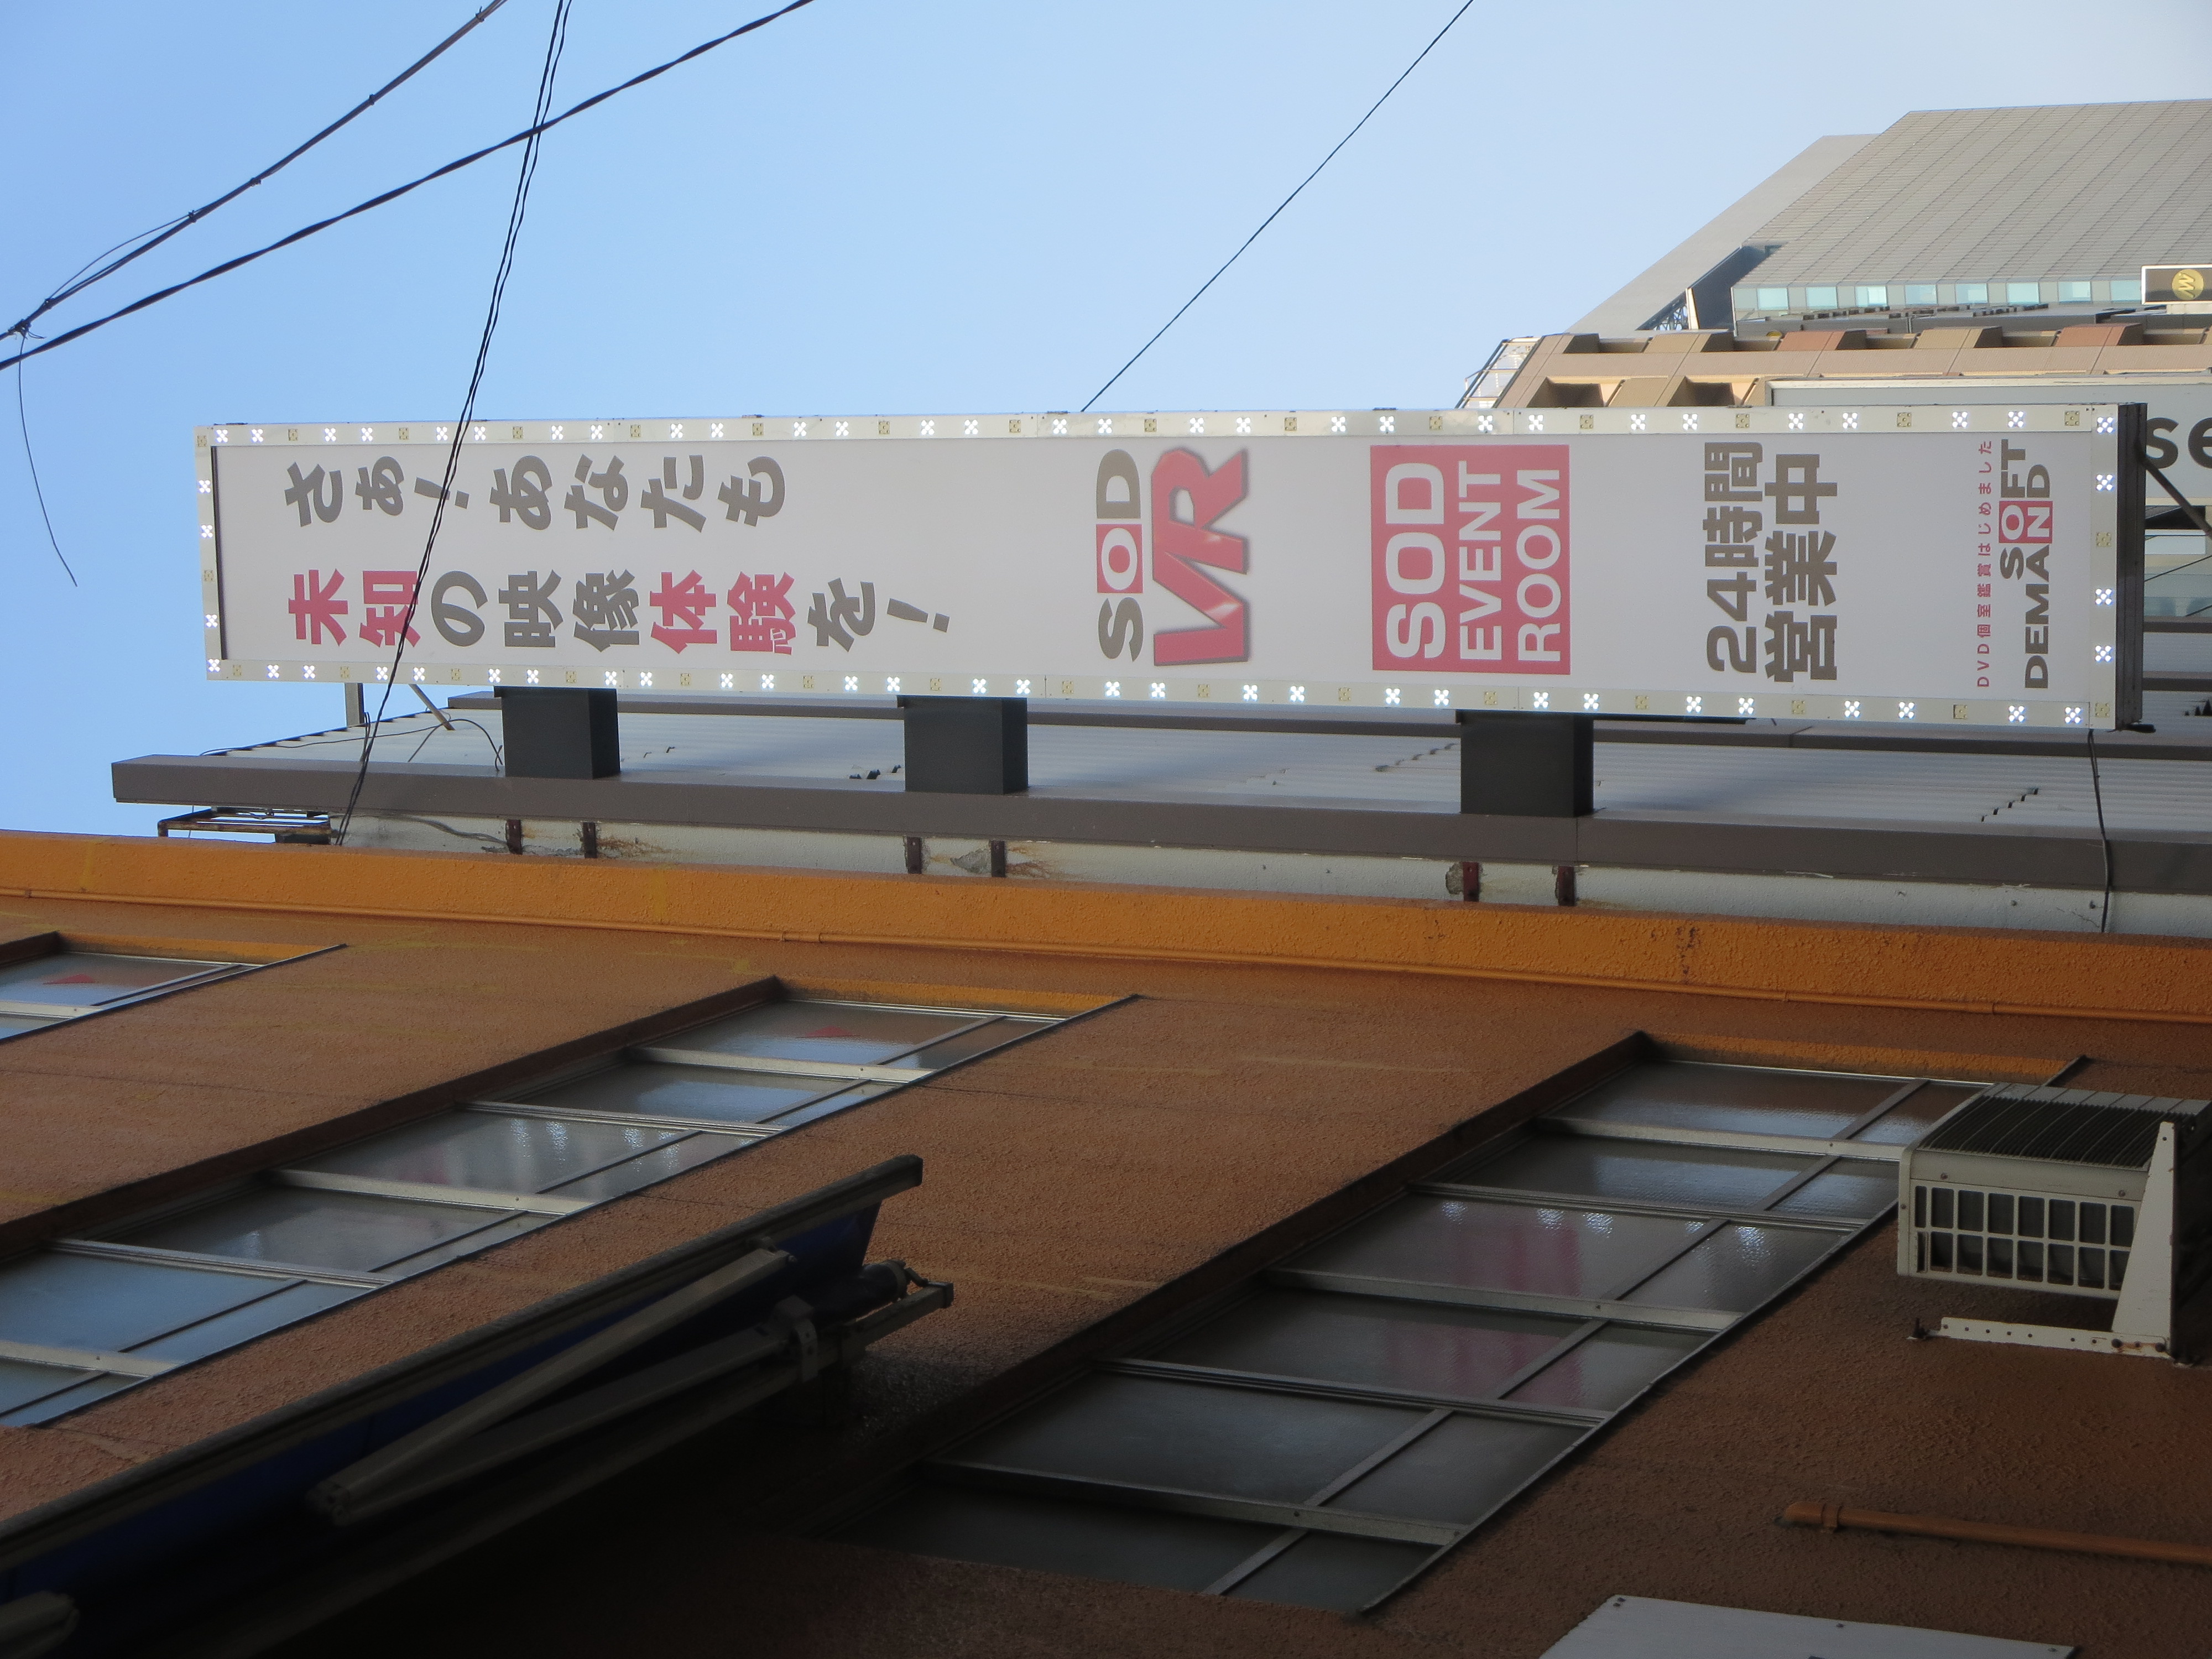 さぁ！あなたも
未知の映像体験を！
SOD
VR
SOD
EVENT
ROOM
24時間
営業中
DVD個室鑑賞はじめました
SOFT
ON
DEMAND
se